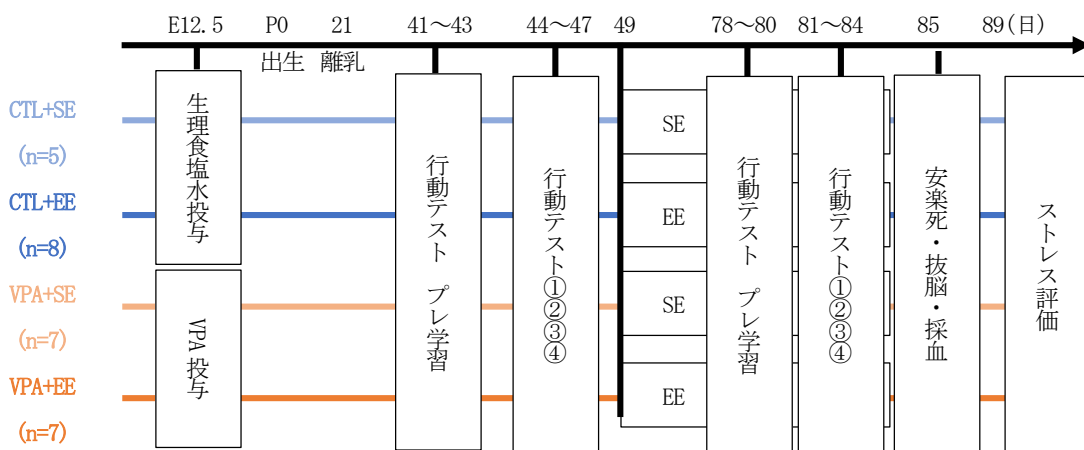 E12.5 P0 21 41～43 44～47 49 78～80 81～84 85 89(日)
出生 離乳
CTL+SE
(n=5)
CTL+EE
(n=8)
VPA+SE
(n=7)
VPA+EE
(n=7)
生理食塩水投与
VPA投与
行動テスト プレ学習
行動テスト①②③④
SE
EE
SE
EE
行動テスト プレ学習
行動テスト①②③④
安楽死・抜脳・採血
ストレス評価